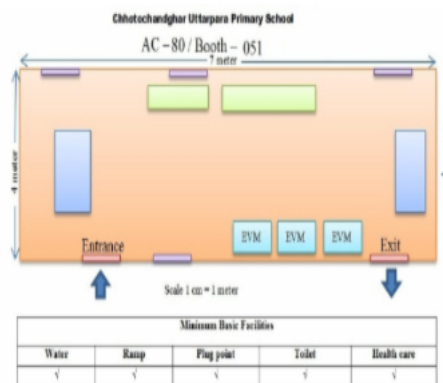 Chhotochandghar Uttarpara Primary School
AC – 80 / Booth – 051
7 meter
4 meter
EVM EVM EVM
Entrance Exit
Scale 1 cm = 1 meter
Minimum Basic Facilities
Water Ramp Plug point Toilet Health care
√ √ √ √ √